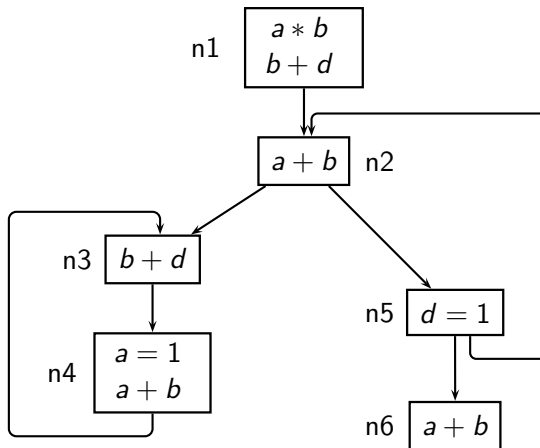 n1
a ∗ b
b + d
a + b
n2
n3
b + d
n5
d = 1
n4
a = 1
a + b
n6
a + b